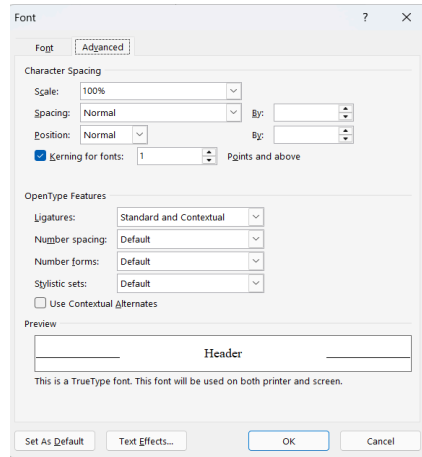 Font ? ×
Font Advanced
Character Spacing
Scale: 100%
Spacing: Normal By:
Position: Normal By:
Kerning for fonts: 1 Points and above
OpenType Features
Ligatures: Standard and Contextual
Number spacing: Default
Number forms: Default
Stylistic sets: Default
Use Contextual Alternates
Preview
Header
This is a TrueType font. This font will be used on both printer and screen.
Set As Default Text Effects... OK Cancel